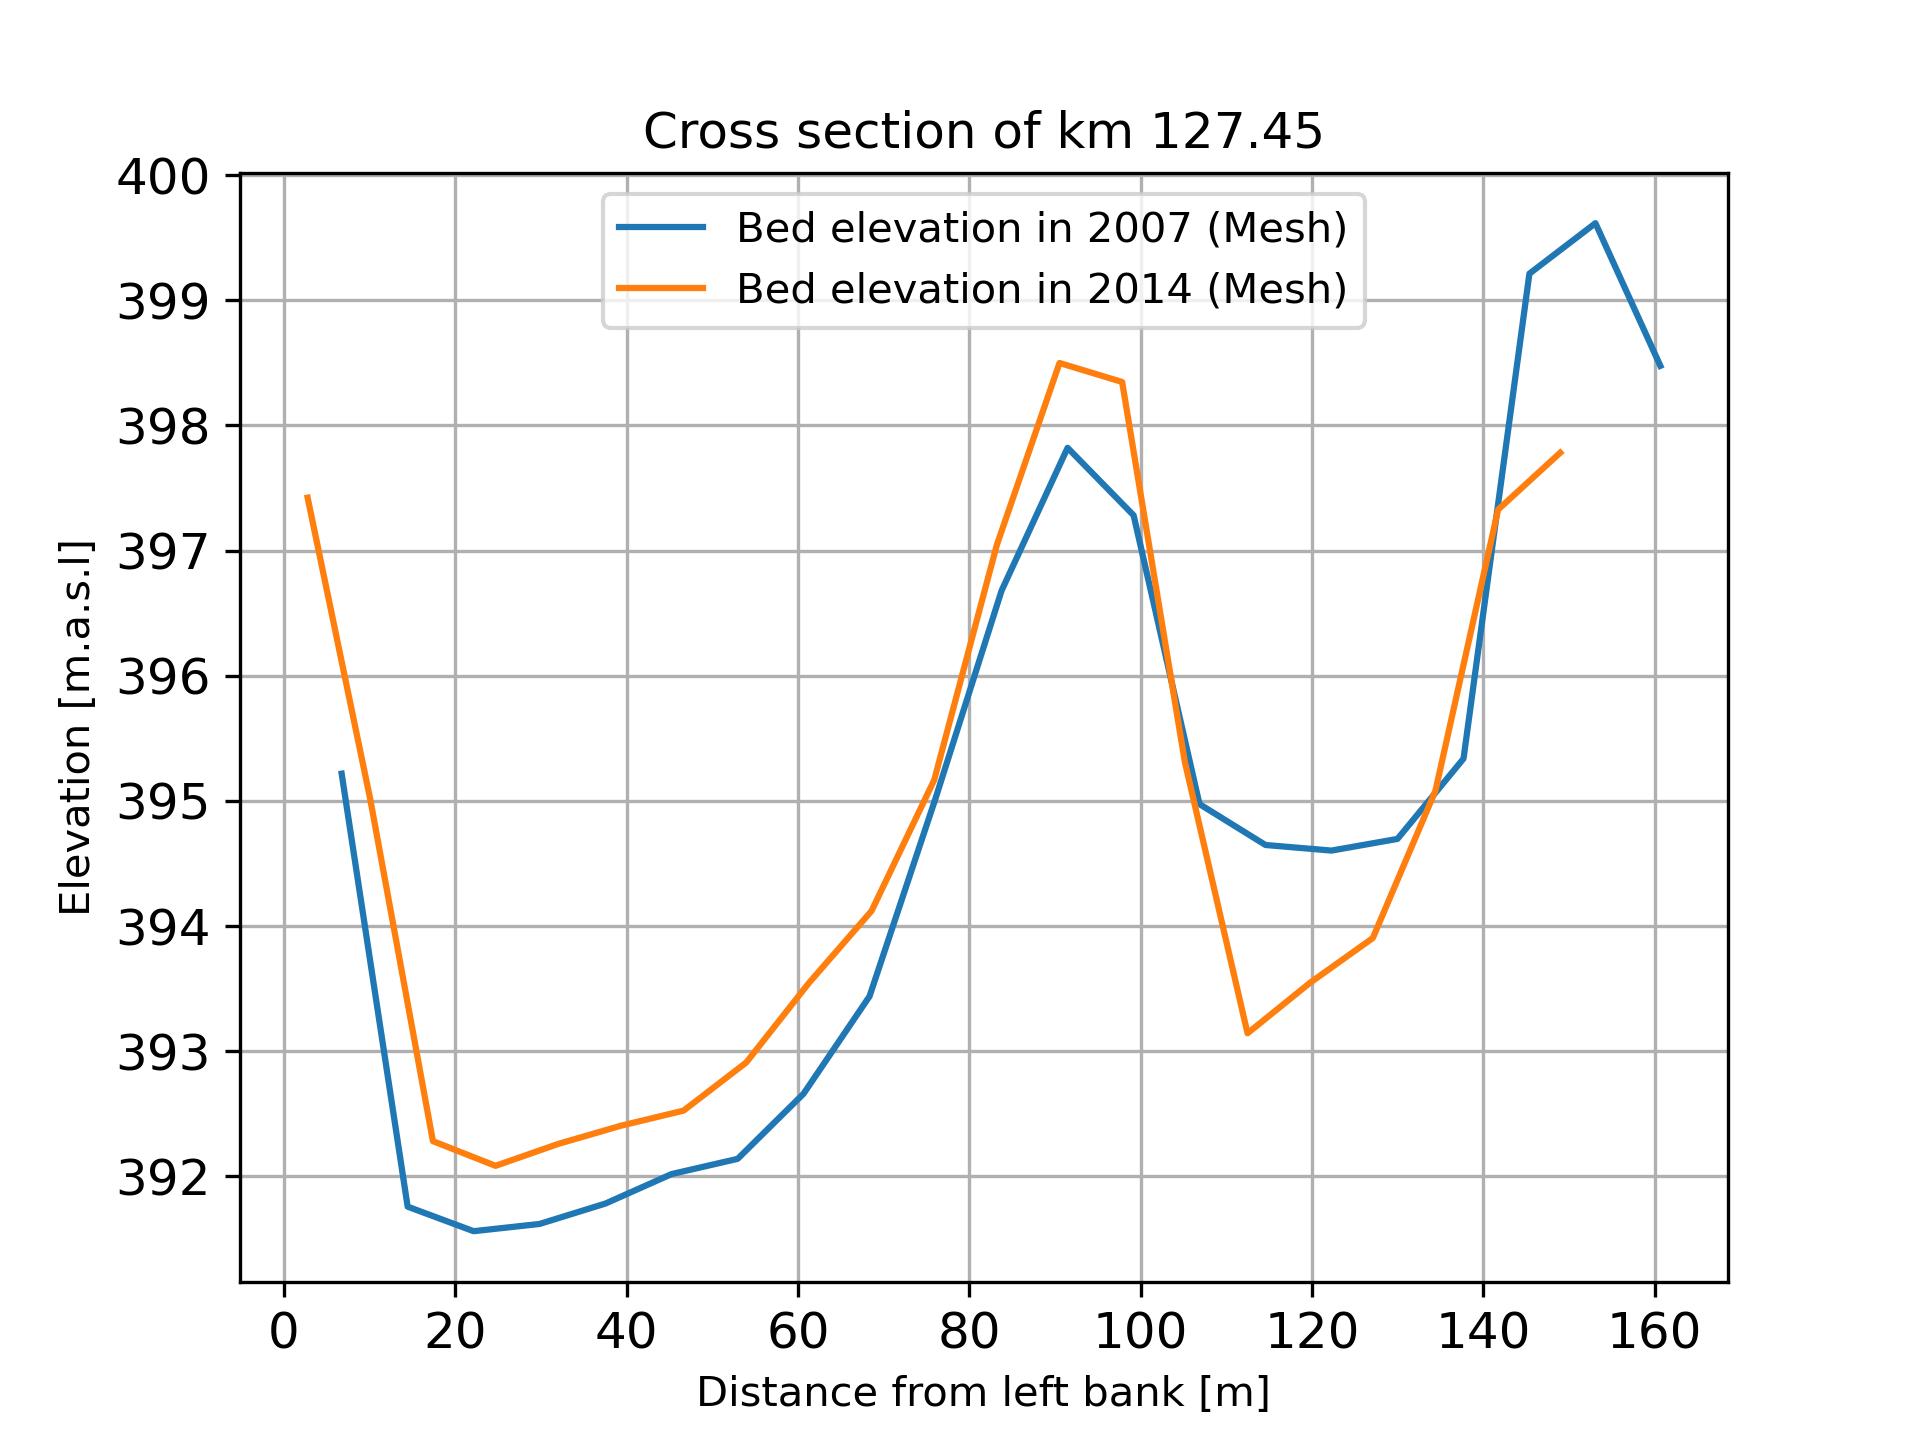 Cross section of km 127.45
Bed elevation in 2007 (Mesh)
Bed elevation in 2014 (Mesh)
Elevation [m.a.s.l]
400
399
398
397
396
395
394
393
392
0 20 40 60 80 100 120 140 160
Distance from left bank [m]